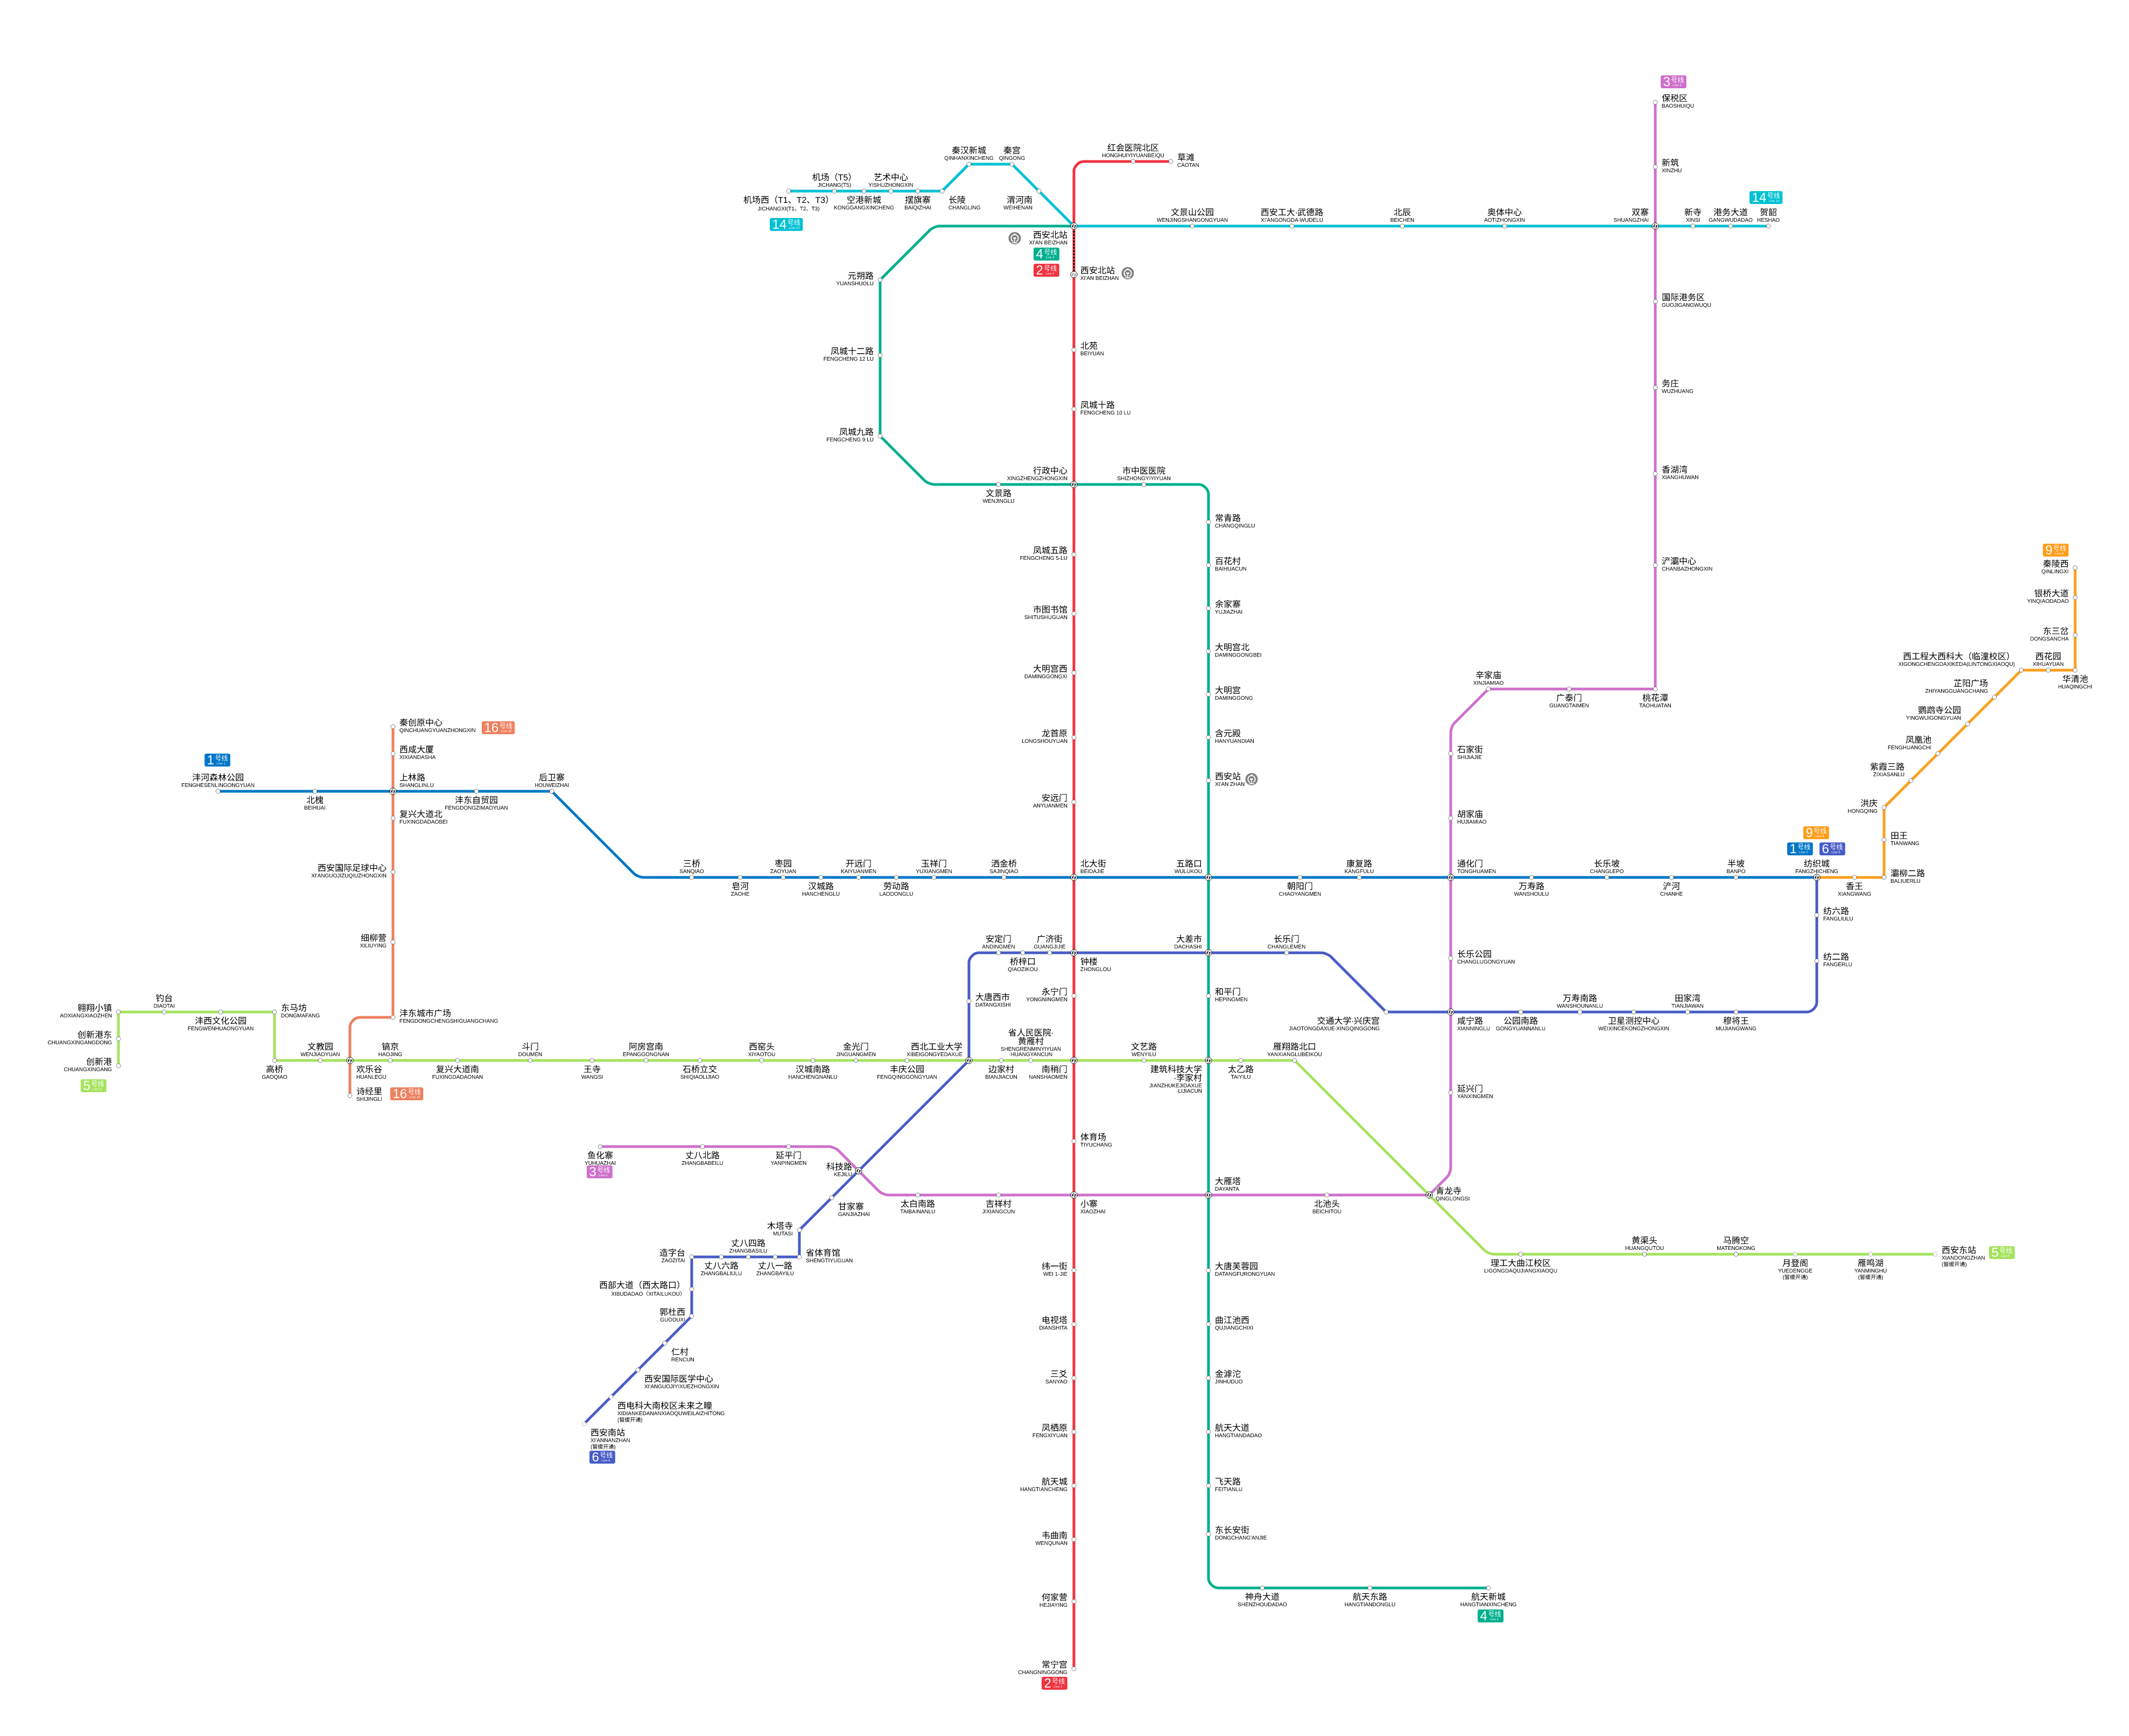 3号线
保税区
BAOSHUIQU
新筑
XINZHU
红会医院北区
HONGHUIYIYUANBEIQU
草滩
CAOTAN
秦汉新城
QINHANXINCHENG
秦宫
QINGONG
机场（T5）
JICHANG(T5)
艺术中心
YISHUZHONGXIN
机场西（T1、T2、T3）
JICHANGXI(T1、T2、T3)
空港新城
KONGGANGXINCHENG
摆旗寨
BAIQIZHAI
长陵
CHANGLING
渭河南
WEIHENAN
14号线
14号线
文景山公园
WENJINGSHANGONGYUAN
西安工大·武德路
XI'ANGONGDA·WUDELU
北辰
BEICHEN
奥体中心
AOTIZHONGXIN
双寨
SHUANGZHAI
新寺
XINSI
港务大道
GANGWUDADAO
贺韶
HESHAO
西安北站
XI'AN BEIZHAN
4号线
2号线
西安北站
XI'AN BEIZHAN
元朔路
YUANSHUOLU
国际港务区
GUOJIGANGWUQU
凤城十二路
FENGCHENG 12 LU
北苑
BEIYUAN
务庄
WUZHUANG
凤城十路
FENGCHENG 10 LU
凤城九路
FENGCHENG 9 LU
行政中心
XINGZHENGZHONGXIN
市中医医院
SHIZHONGYIYIYUAN
香湖湾
XIANGHUWAN
文景路
WENJINGLU
常青路
CHANGQINGLU
凤城五路
FENGCHENG 5-LU
百花村
BAIHUACUN
浐灞中心
CHANBAZHONGXIN
9号线
秦陵西
QINLINGXI
银桥大道
YINQIAODADAO
东三岔
DONGSANCHA
市图书馆
SHITUSHUGUAN
余家寨
YUJIAZHAI
大明宫北
DAMINGGONGBEI
西工程大西科大（临潼校区）
XIGONGCHENGDAXIKEDA(LINTONGXIAOQU)
西花园
XIHUAYUAN
华清池
HUAQINGCHI
大明宫西
DAMINGGONGXI
大明宫
DAMINGGONG
辛家庙
XINJIAMIAO
广泰门
GUANGTAIMEN
桃花潭
TAOHUATAN
芷阳广场
ZHIYANGGUANGCHANG
鹦鹉寺公园
YINGWUIGONGYUAN
凤凰池
FENGHUANGCHI
紫霞三路
ZIXIASANLU
洪庆
HONGQING
田王
TIANWANG
秦创原中心
QINCHUANGYUANZHONGXIN
16号线
西咸大厦
XIXIANDASHA
龙首原
LONGSHOUYUAN
含元殿
HANYUANDIAN
石家街
SHIJIAJIE
1号线
沣河森林公园
FENGHESENLINGONGYUAN
北槐
BEIHUAI
上林路
SHANGLINLU
沣东自贸园
FENGDONGZIMAOYUAN
后卫寨
HOUWEIZHAI
西安站
XI'AN ZHAN
复兴大道北
FUXINGDADAOBEI
安远门
ANYUANMEN
胡家庙
HUJIAMIAO
9号线
1号线
6号线
西安国际足球中心
XI'ANGUOJIZUQIUZHONGXIN
三桥
SANQIAO
皂河
ZAOHE
枣园
ZAOYUAN
汉城路
HANCHENGLU
开远门
KAIYUANMEN
劳动路
LAODONGLU
玉祥门
YUXIANGMEN
洒金桥
SAJINQIAO
北大街
BEIDAJIE
五路口
WULUKOU
朝阳门
CHAOYANGMEN
康复路
KANGFULU
通化门
TONGHUAMEN
万寿路
WANSHOULU
长乐坡
CHANGLEPO
浐河
CHANHE
半坡
BANPO
纺织城
FANGZHICHENG
香王
XIANGWANG
灞柳二路
BALIUERLU
细柳营
XILIUYING
纺六路
FANGLIULU
纺二路
FANGERLU
安定门
ANDINGMEN
桥梓口
QIAOZIKOU
广济街
GUANGJIJIE
钟楼
ZHONGLOU
大差市
DACHASHI
长乐门
CHANGLEMEN
长乐公园
CHANGLUGONGYUAN
大唐西市
DATANGXISHI
永宁门
YONGNINGMEN
和平门
HEPINGMEN
翱翔小镇
AOXIANGXIAOZHEN
钓台
DIAOTAI
沣西文化公园
FENGWENHUAONGYUAN
东马坊
DONGMAFANG
沣东城市广场
FENGDONGCHENGSHIGUANGCHANG
创新港东
CHUANGXINGANGDONG
创新港
CHUANGXINGANG
5号线
交通大学·兴庆宫
JIAOTONGDAXUE·XINGQINGGONG
咸宁路
XIANNINGLU
公园南路
GONGYUANNANLU
万寿南路
WANSHOUNANLU
卫星测控中心
WEIXINCEKONGZHONGXIN
田家湾
TIANJIAWAN
穆将王
MUJIANGWANG
高桥
GAOQIAO
文教园
WENJIAOYUAN
欢乐谷
HUANLEGU
镐京
HAOJING
复兴大道南
FUXINGDADAONAN
斗门
DOUMEN
王寺
WANGSI
阿房宫南
EPANGGONGNAN
石桥立交
SHIQIAOLIJIAO
西窑头
XIYAOTOU
汉城南路
HANCHENGNANLU
金光门
JINGUANGMEN
丰庆公园
FENGQINGGONGYUAN
西北工业大学
XIBEIGONGYEDAXUE
边家村
BIANJIACUN
省人民医院·
黄雁村
SHENGRENMINYIYUAN
·HUANGYANCUN
南稍门
NANSHAOMEN
文艺路
WENYILU
建筑科技大学
·李家村
JIANZHUKEJIDAXUE
·LIJIACUN
太乙路
TAIYILU
雁翔路北口
YANXIANGLUBEIKOU
诗经里
SHIJINGLI
16号线
延兴门
YANXINGMEN
体育场
TIYUCHANG
鱼化寨
YUHUAZHAI
3号线
丈八北路
ZHANGBABEILU
延平门
YANPINGMEN
科技路
KEJILU
甘家寨
GANJIAZHAI
太白南路
TAIBAINANLU
吉祥村
JIXIANGCUN
小寨
XIAOZHAI
大雁塔
DAYANTA
北池头
BEICHITOU
青龙寺
QINGLONGSI
木塔寺
MUTASI
造字台
ZAOZITAI
丈八六路
ZHANGBALIULU
丈八四路
ZHANGBASILU
丈八一路
ZHANGBAYILU
省体育馆
SHENGTIYUGUAN
理工大曲江校区
LIGONGDAQUJIANGXIAOQU
黄渠头
HUANGQUTOU
马腾空
MATENGKONG
月登阁
YUEDENGGE
(暂缓开通)
雁鸣湖
YANMINGHU
(暂缓开通)
西安东站
XIANDONGZHAN
(暂缓开通)
5号线
西部大道（西太路口）
XIBUDADAO（XITAILUKOU）
郭杜西
GUODUXI
仁村
RENCUN
西安国际医学中心
XI'ANGUOJIYIXUEZHONGXIN
西电科大南校区未来之瞳
XIDIANKEDANANXIAOQUWEILAIZHITONG
(暂缓开通)
西安南站
XI'ANNANZHAN
(暂缓开通)
6号线
纬一街
WEI 1-JIE
大唐芙蓉园
DATANGFURONGYUAN
电视塔
DIANSHITA
曲江池西
QUJIANGCHIXI
三爻
SANYAO
金滹沱
JINHUDUO
凤栖原
FENGXIYUAN
航天大道
HANGTIANDADAO
航天城
HANGTIANCHENG
飞天路
FEITIANLU
韦曲南
WENQUNAN
东长安街
DONGCHANG'ANJIE
何家营
HEJIAYING
神舟大道
SHENZHOUDADAO
航天东路
HANGTIANDONGLU
航天新城
HANGTIANXINCHENG
4号线
常宁宫
CHANGNINGGONG
2号线